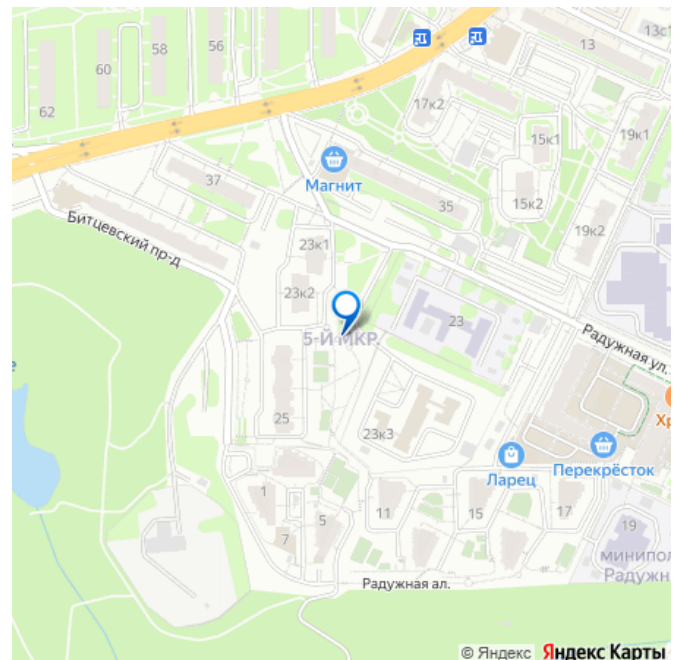 13с1
58
56
13
60
62
17к2
15к1
19к1
Магнит
37
15к2
35
Битцевский пр-д
19к2
23к1
23к2
23
5-Й МКР.
Радужная ул.
25
23к3
Хр
Ларец
Перекрёсток
1
5
11
15
17
7
19
минипол
Радужн
Радужная ал.
е
© Яндекс Яндекс Карты